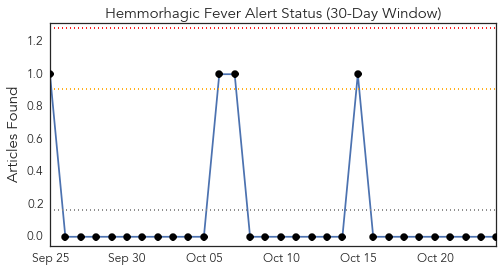 Hemmorhagic Fever Alert Status (30-Day Window)
Articles Found
1.2
1.0
0.8
0.6
0.4
0.2
0.0
Sep 25 Sep 30 Oct 05 Oct 10 Oct 15 Oct 20